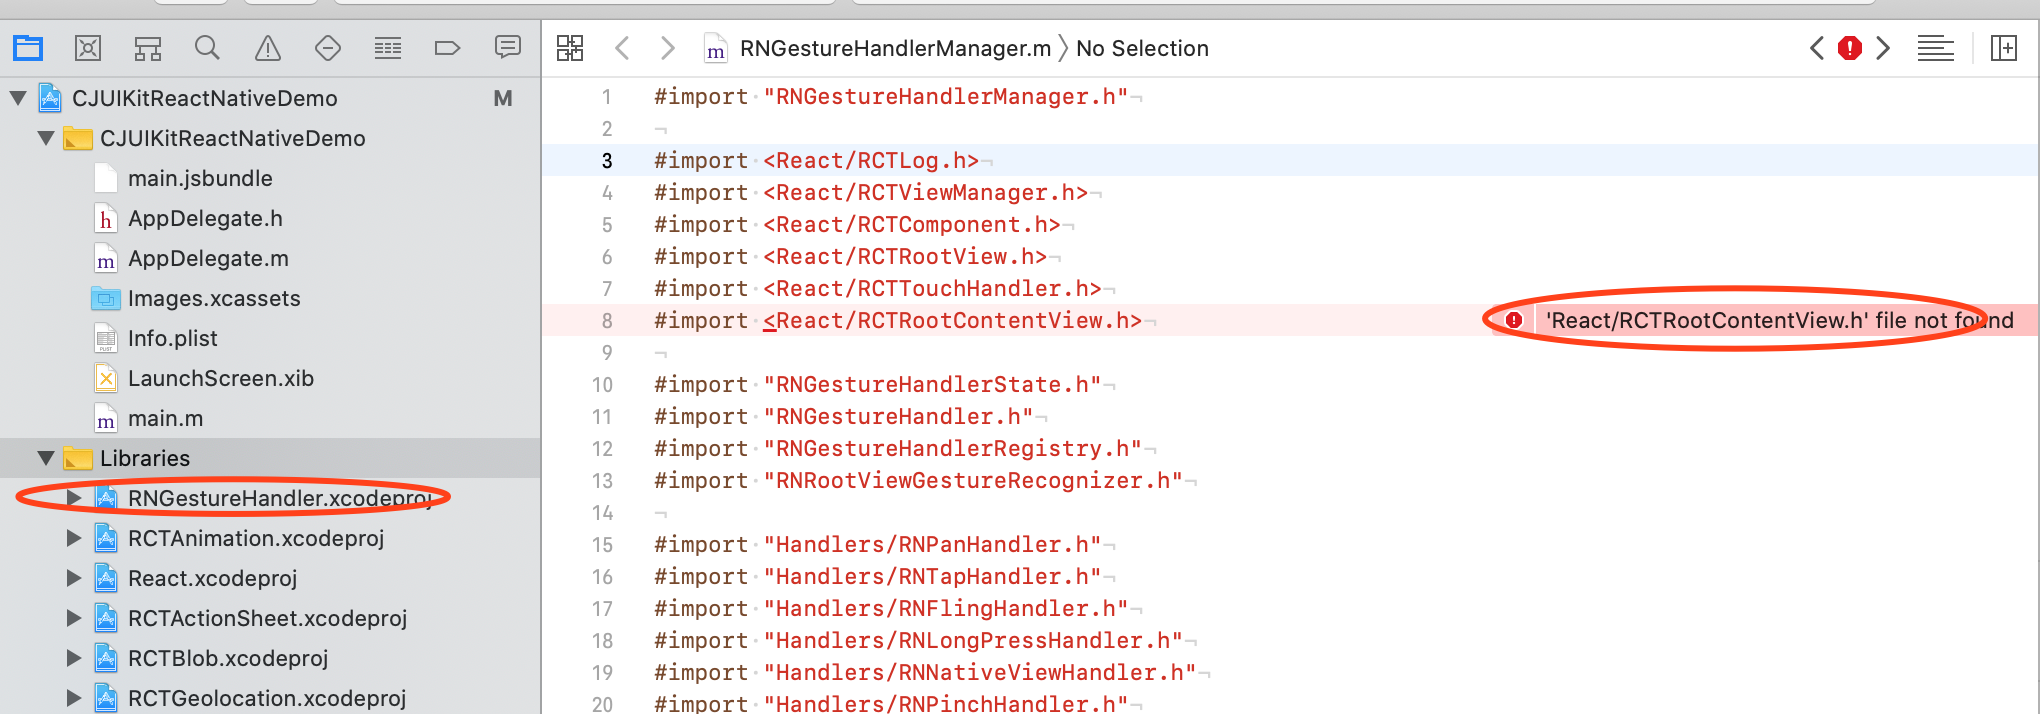 RNGestureHandlerManager.m 〉 No Selection
CJUIKitReactNativeDemo M
CJUIKitReactNativeDemo
main.jsbundle
AppDelegate.h
AppDelegate.m
Images.xcassets
Info.plist
LaunchScreen.xib
main.m
Libraries
RNGestureHandler.xcodeproj
RCTAnimation.xcodeproj
React.xcodeproj
RCTActionSheet.xcodeproj
RCTBlob.xcodeproj
RCTGeolocation.xcodeproj
1 #import "RNGestureHandlerManager.h"
2
3 #import <React/RCTLog.h>
4 #import <React/RCTViewManager.h>
5 #import <React/RCTComponent.h>
6 #import <React/RCTRootView.h>
7 #import <React/RCTTouchHandler.h>
8 #import <React/RCTRootContentView.h> 'React/RCTRootContentView.h' file not found
9
10 #import "RNGestureHandlerState.h"
11 #import "RNGestureHandler.h"
12 #import "RNGestureHandlerRegistry.h"
13 #import "RNRootViewGestureRecognizer.h"
14
15 #import "Handlers/RNPanHandler.h"
16 #import "Handlers/RNTapHandler.h"
17 #import "Handlers/RNFlingHandler.h"
18 #import "Handlers/RNLongPressHandler.h"
19 #import "Handlers/RNNativeViewHandler.h"
20 #import "Handlers/RNPinchHandler.h"